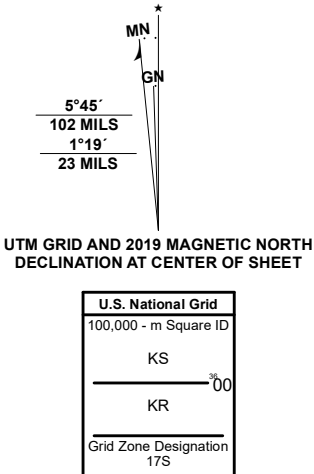 ★
MN
GN
5°45´
102 MILS
1°19´
23 MILS
UTM GRID AND 2019 MAGNETIC NORTH
DECLINATION AT CENTER OF SHEET
U.S. National Grid
100,000 - m Square ID
KS
3600
KR
Grid Zone Designation
17S